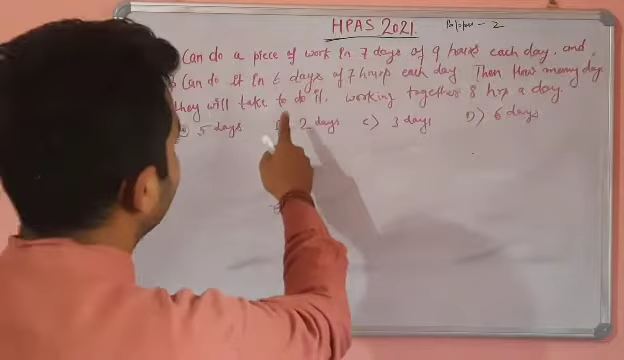 HPAS 2021. Paper - 2
Can do a piece of work in 7 days of 9 hours each day, and
B Can do it in 6 days of 7 hours each day Then How many days
they will take to do it. working together 8 hrs a day.
5 days 2 days C) 3 days D) 6 days